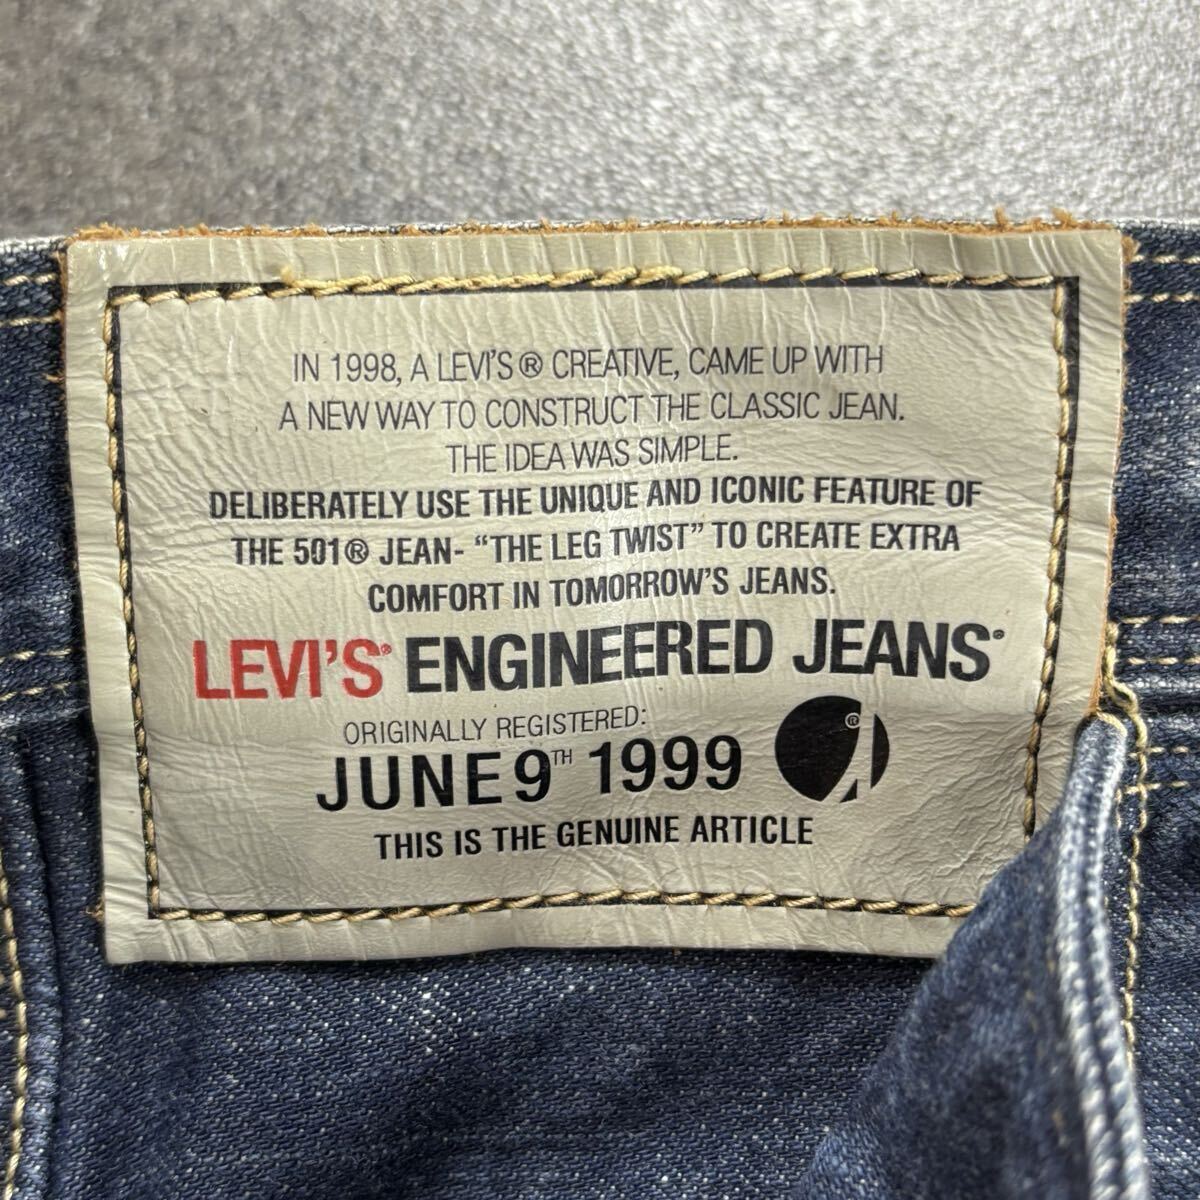 IN 1998, A LEVI'S® CREATIVE, CAME UP WITH
A NEW WAY TO CONSTRUCT THE CLASSIC JEAN.
THE IDEA WAS SIMPLE.
DELIBERATELY USE THE UNIQUE AND ICONIC FEATURE OF
THE 501® JEAN- “THE LEG TWIST” TO CREATE EXTRA
COMFORT IN TOMORROW'S JEANS.
LEVI'S® ENGINEERED JEANS®
ORIGINALLY REGISTERED:
JUNE 9TH 1999
®
THIS IS THE GENUINE ARTICLE